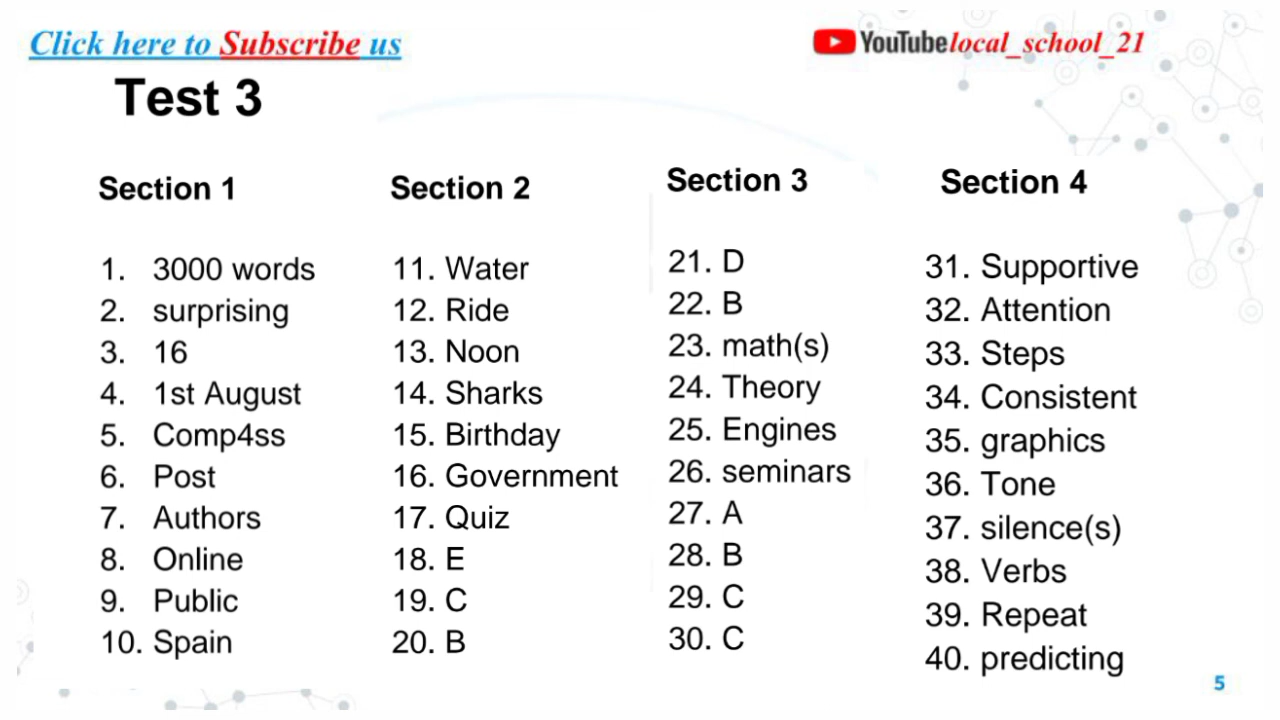 Click here to Subscribe us
YouTube local_school_21
Test 3
Section 1
1. 3000 words
2. surprising
3. 16
4. 1st August
5. Comp4ss
6. Post
7. Authors
8. Online
9. Public
10. Spain
Section 2
11. Water
12. Ride
13. Noon
14. Sharks
15. Birthday
16. Government
17. Quiz
18. E
19. C
20. B
Section 3
21. D
22. B
23. math(s)
24. Theory
25. Engines
26. seminars
27. A
28. B
29. C
30. C
Section 4
31. Supportive
32. Attention
33. Steps
34. Consistent
35. graphics
36. Tone
37. silence(s)
38. Verbs
39. Repeat
40. predicting
5